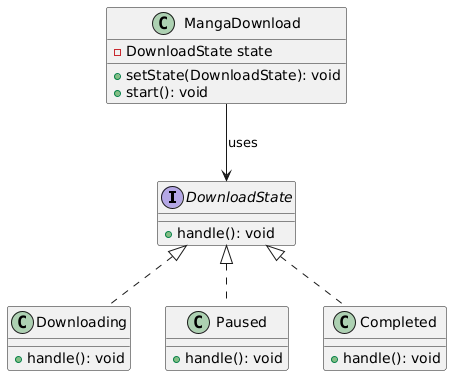 C MangaDownload
DownloadState state
setState(DownloadState): void
start(): void
uses
I DownloadState
handle(): void
C Downloading
handle(): void
C Paused
handle(): void
C Completed
handle(): void